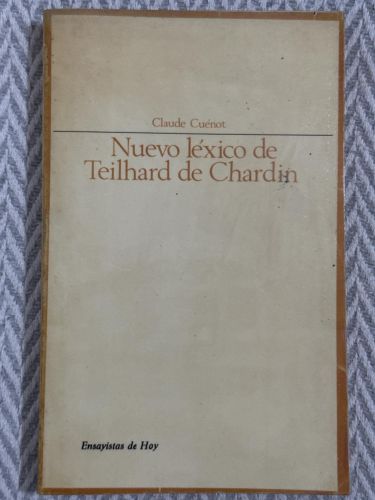 Claude Cuénot
Nuevo léxico de
Teilhard de Chardin
Ensayistas de Hoy